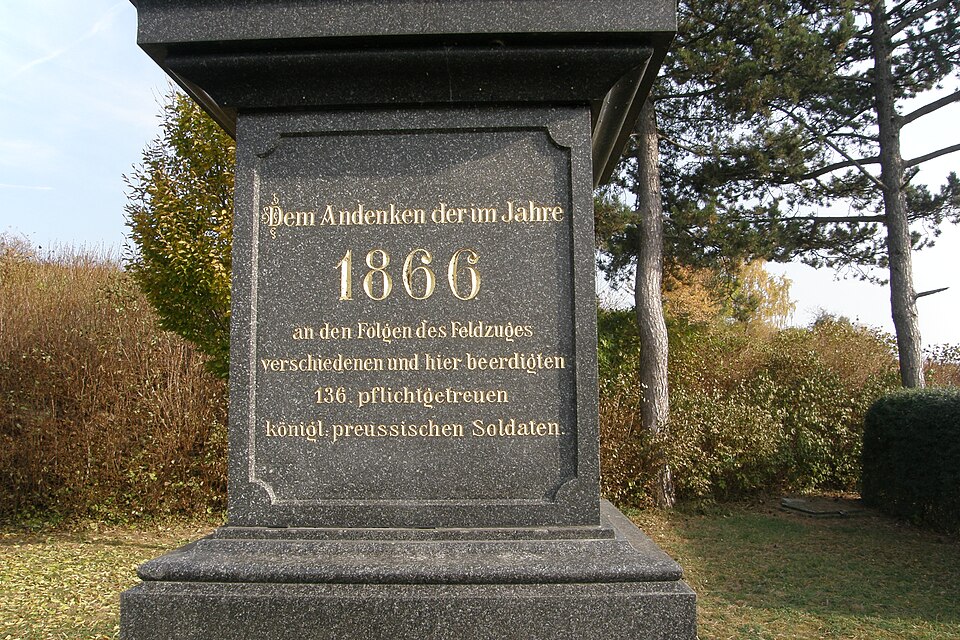 Dem Andenken der im Jahre
1866
an den Folgen des Feldzuges
verschiedenen und hier beerdigten
136 pflichtgetreuen
königl. preussischen Soldaten.